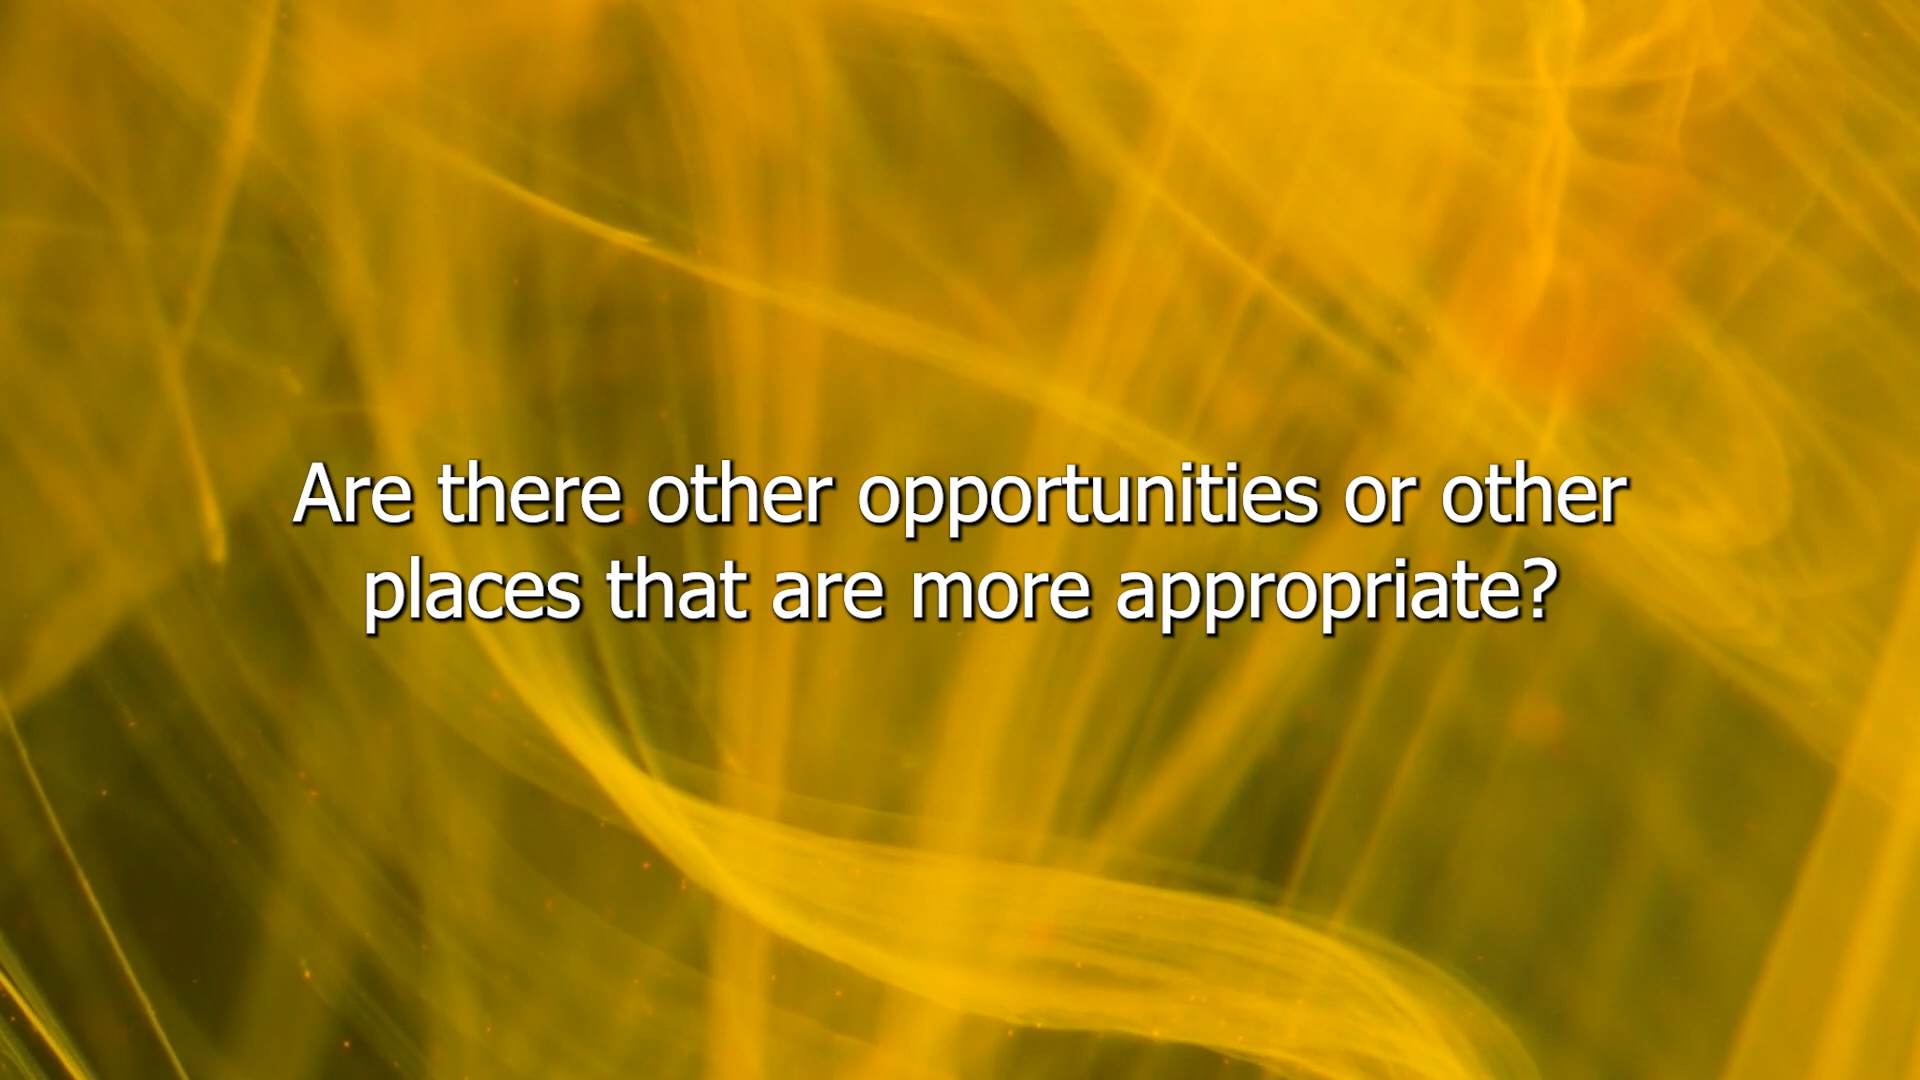 Are there other opportunities or other
places that are more appropriate?